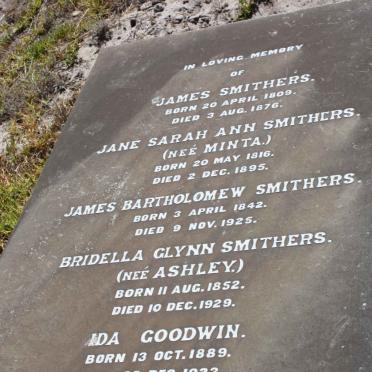 IN LOVING MEMORY
OF
JAMES SMITHERS.
BORN 20 APRIL 1809.
DIED 3 AUG. 1876.
JANE SARAH ANN SMITHERS.
(NEÉ MINTA.)
BORN 20 MAY 1816.
DIED 2 DEC. 1895.
JAMES BARTHOLOMEW SMITHERS.
BORN 3 APRIL 1842.
DIED 9 NOV. 1925.
BRIDELLA GLYNN SMITHERS.
(NEÉ ASHLEY.)
BORN 11 AUG. 1852.
DIED 10 DEC. 1929.
IDA GOODWIN.
BORN 13 OCT. 1889.